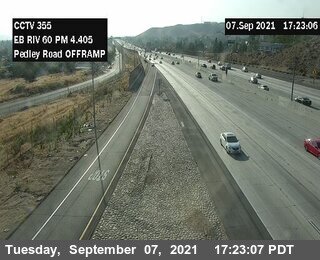 CCTV 355
EB RIV 60 PM 4.405
Pedley Road OFFRAMP
07.Sep 2021 17:23:06
Tuesday, September 07, 2021 17:23:07 PDT